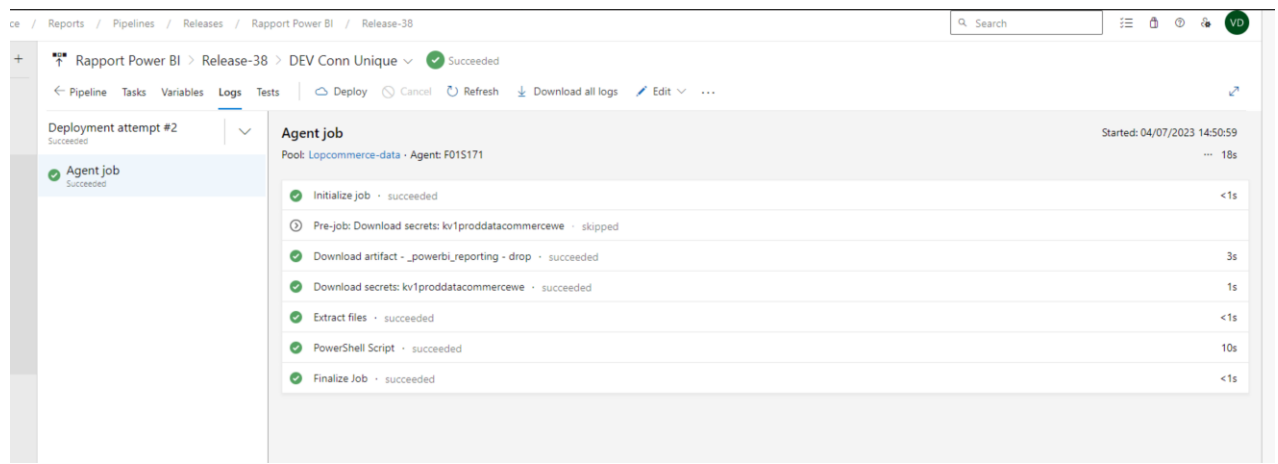 ce / Reports / Pipelines / Releases / Rapport Power BI / Release-38
Search
VD
Rapport Power BI > Release-38 > DEV Conn Unique Succeeded
Pipeline Tasks Variables Logs Tests Deploy Cancel Refresh Download all logs Edit ...
Deployment attempt #2
Succeeded
Agent job
Succeeded
Agent job Started: 04/07/2023 14:50:59
Pool: Lopcommerce-data · Agent: F01S171 ... 18s
Initialize job · succeeded <1s
Pre-job: Download secrets: kv1proddatacommercewe · skipped
Download artifact - _powerbi_reporting - drop · succeeded 3s
Download secrets: kv1proddatacommercewe · succeeded 1s
Extract files · succeeded <1s
PowerShell Script · succeeded 10s
Finalize Job · succeeded <1s